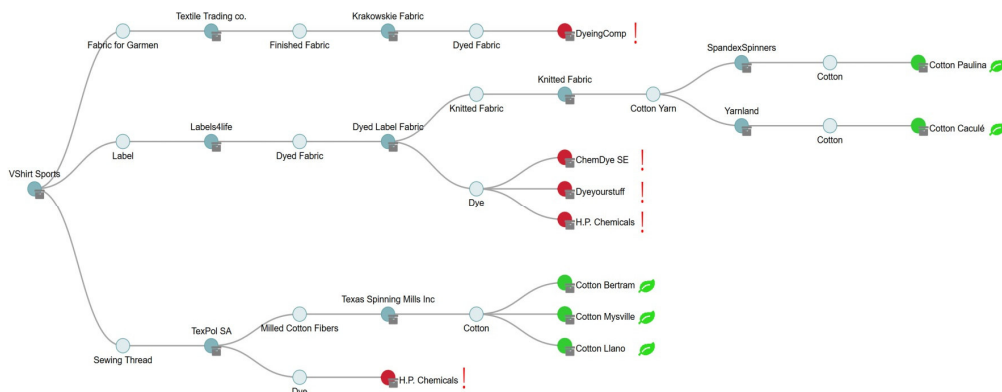 Textile Trading co.
Krakowskie Fabric
Fabric for Garmen
Finished Fabric
Dyed Fabric
DyeingComp
SpandexSpinners
Cotton
Cotton Paulina
Knitted Fabric
Knitted Fabric
Cotton Yarn
Yarnland
Cotton
Cotton Caculé
Labels4life
Dyed Label Fabric
Label
Dyed Fabric
ChemDye SE
Dye
Dyeyourstuff
H.P. Chemicals
VShirt Sports
Cotton Bertram
Texas Spinning Mills Inc
Milled Cotton Fibers
Cotton
Cotton Mysville
Cotton Llano
TexPol SA
Sewing Thread
Dye
H.P. Chemicals